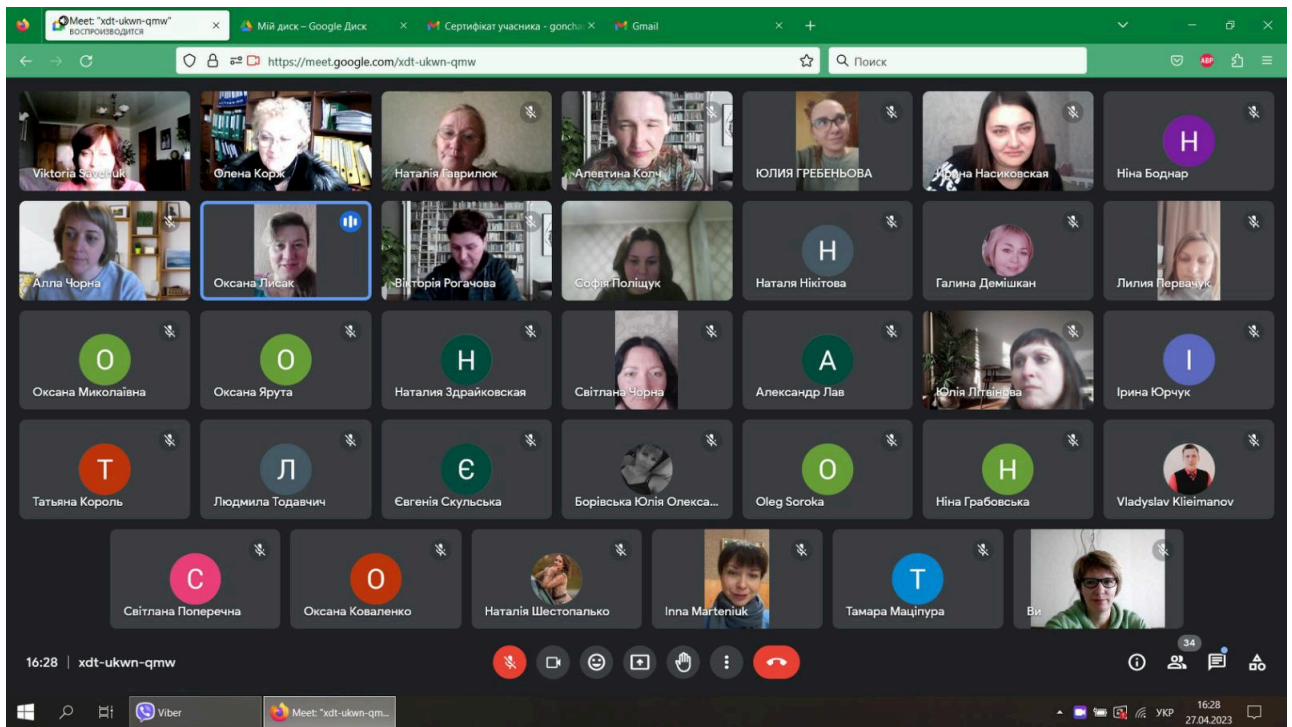 Meet: "xdt-ukwn-qmw"
ВОСПРОИЗВОДИТСЯ
Мій диск – Google Диск
Сертифікат учасника - goncha
Gmail
https://meet.google.com/xdt-ukwn-qmw
Поиск
ABP
Viktoria Savchuk
Олена Корж
Наталія Гаврилюк
Алевтина Колч
ЮЛИЯ ГРЕБЕНЬОВА
Ірина Насиковская
Н
Ніна Боднар
Алла Чорна
Оксана Лисак
Вікторія Рогачова
Софія Поліщук
Н
Наталя Нікітова
Галина Демішкан
Лилия Первачук
О
Оксана Миколаївна
О
Оксана Ярута
Н
Наталия Здрайковская
Світлана Чорна
А
Александр Лав
Юлія Літвінова
І
Ірина Юрчук
Т
Татьяна Король
Л
Людмила Тодавчич
Є
Євгенія Скульська
Борівська Юлія Олекса...
O
Oleg Soroka
Н
Ніна Грабовська
Vladyslav Klieimanov
С
Світлана Поперечна
О
Оксана Коваленко
Наталія Шестопалько
Inna Marteniuk
Т
Тамара Маціпура
Ви
16:28 | xdt-ukwn-qmw
34
Viber
Meet: "xdt-ukwn-qm...
УКР
16:28
27.04.2023